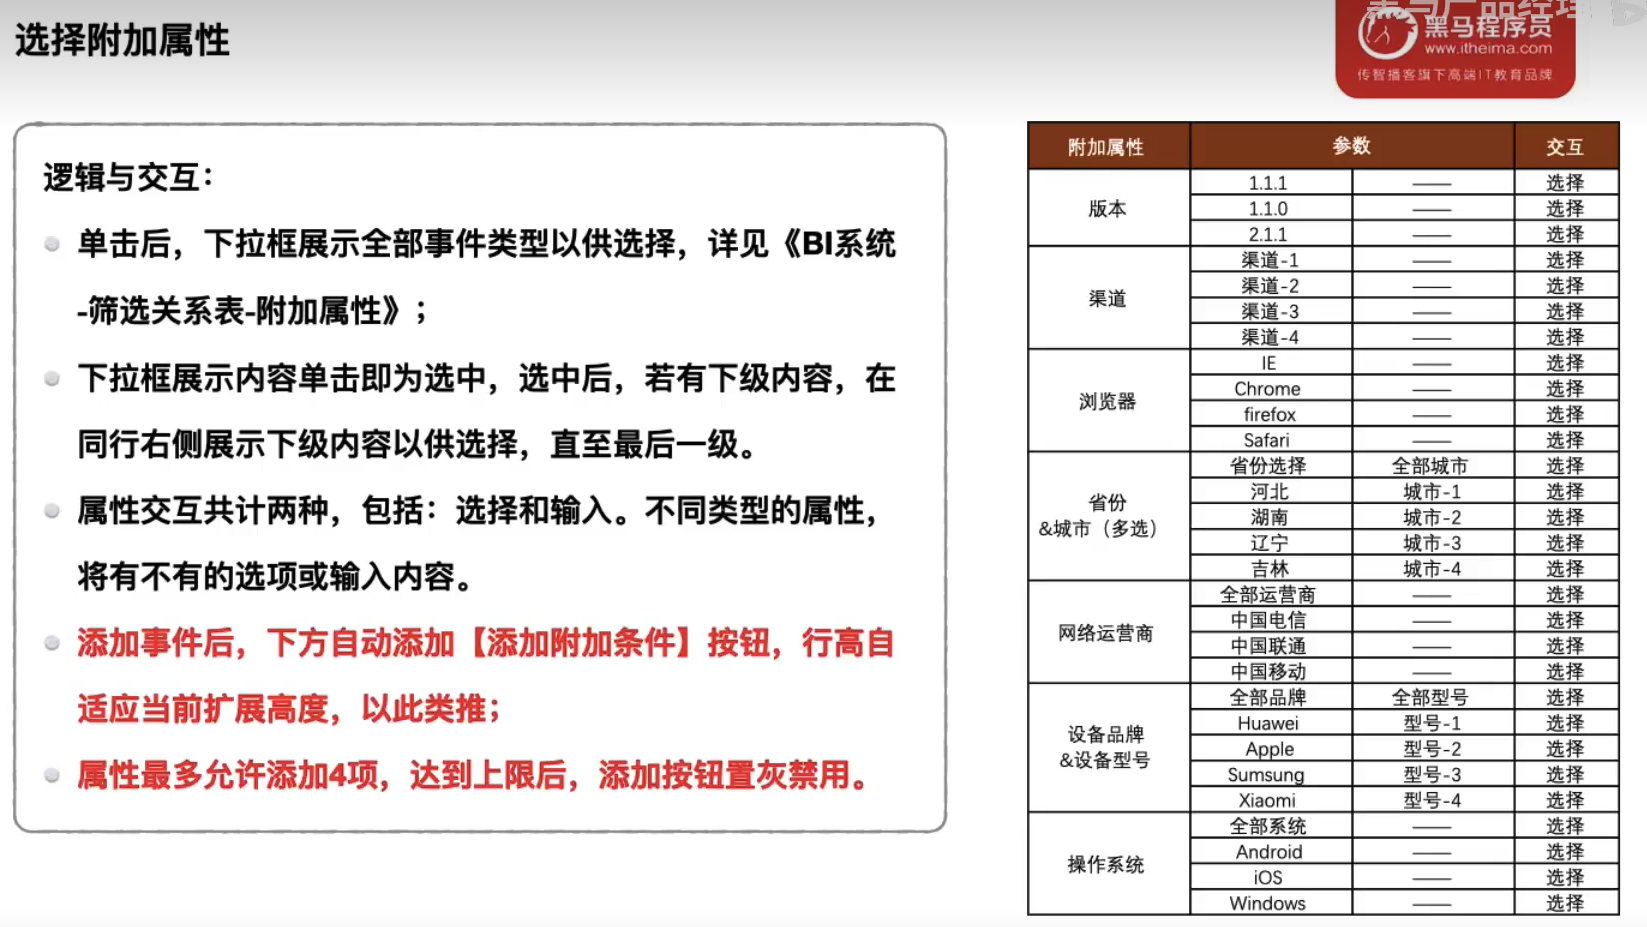 选择附加属性
黑马产品经理
黑马程序员
www.itheima.com
传智播客旗下高端IT教育品牌
逻辑与交互：
单击后，下拉框展示全部事件类型以供选择，详见《BI系统
-筛选关系表-附加属性》；
下拉框展示内容单击即为选中，选中后，若有下级内容，在
同行右侧展示下级内容以供选择，直至最后一级。
属性交互共计两种，包括：选择和输入。不同类型的属性，
将有不有的选项或输入内容。
添加事件后，下方自动添加【添加附加条件】按钮，行高自
适应当前扩展高度，以此类推；
属性最多允许添加4项，达到上限后，添加按钮置灰禁用。
附加属性 参数 交互
版本
1.1.1 —— 选择
1.1.0 —— 选择
2.1.1 —— 选择
渠道
渠道-1 —— 选择
渠道-2 —— 选择
渠道-3 —— 选择
渠道-4 —— 选择
浏览器
IE —— 选择
Chrome —— 选择
firefox —— 选择
Safari —— 选择
省份
&城市（多选）
省份选择 全部城市 选择
河北 城市-1 选择
湖南 城市-2 选择
辽宁 城市-3 选择
吉林 城市-4 选择
网络运营商
全部运营商 —— 选择
中国电信 —— 选择
中国联通 —— 选择
中国移动 —— 选择
设备品牌
&设备型号
全部品牌 全部型号 选择
Huawei 型号-1 选择
Apple 型号-2 选择
Sumsung 型号-3 选择
Xiaomi 型号-4 选择
操作系统
全部系统 —— 选择
Android —— 选择
iOS —— 选择
Windows —— 选择